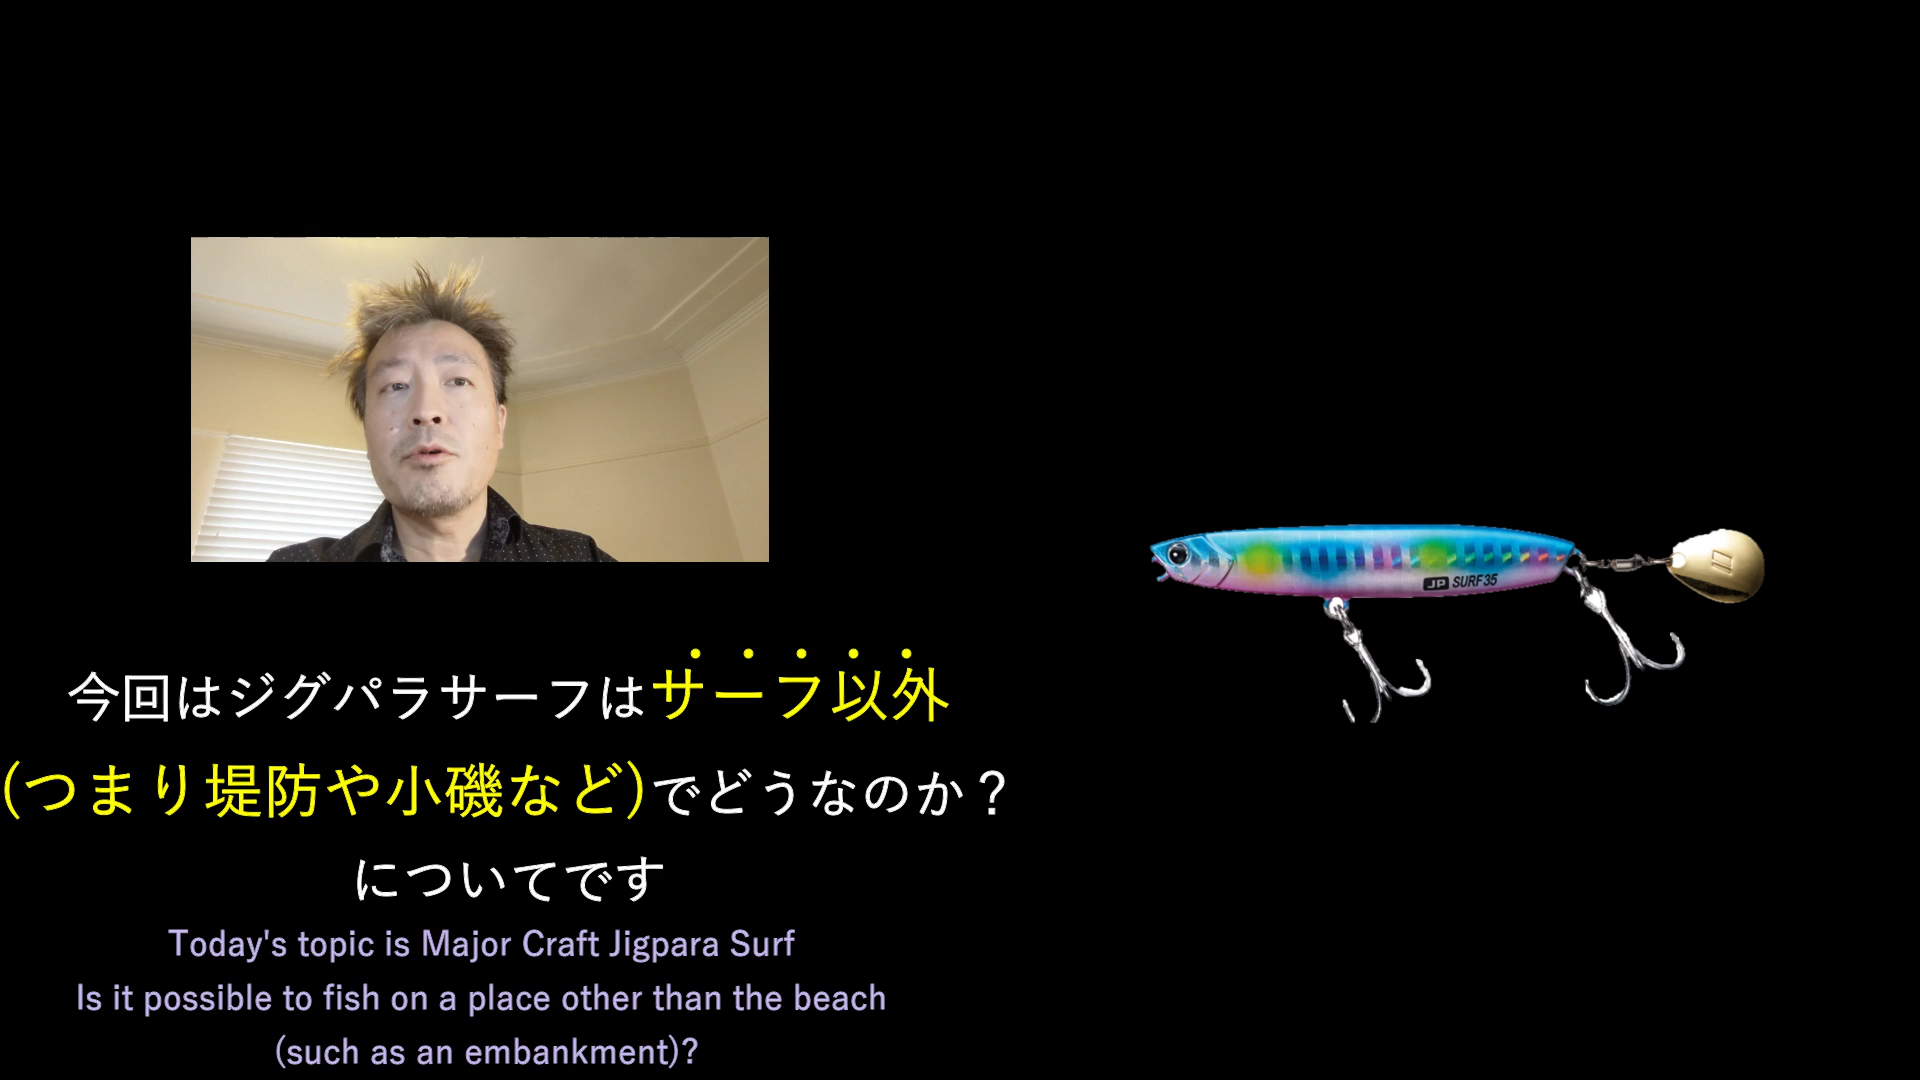 今回はジグパラサーフはサーフ以外
(つまり堤防や小磯など)でどうなのか？
についてです
Today's topic is Major Craft Jigpara Surf
Is it possible to fish on a place other than the beach
(such as an embankment)?
JP SURF35